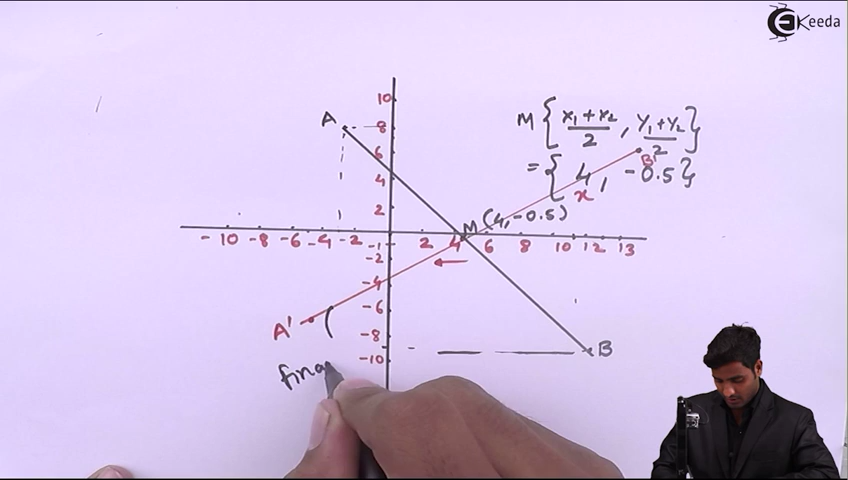 Ekeeda
10
A
8
6
4
2
M { x₁+x₂/2 , y₁+y₂/2 }
= { 4, -0.5 }
B'
x
M (4, -0.5)
-10 -8 -6 -4 -2 2 4 6 8 10 12 13
-1
-2
-4
-6
-8
-10
A'
B
fina